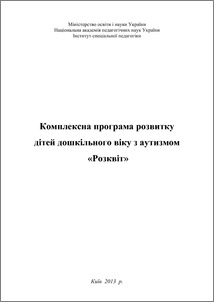 Міністерство освіти і науки України
Національна академія педагогічних наук України
Інститут спеціальної педагогіки
Комплексна програма розвитку
дітей дошкільного віку з аутизмом
«Розквіт»
Київ 2013 р.